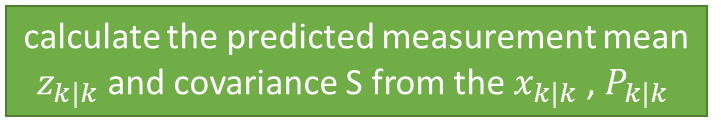 calculate the predicted measurement mean
z_{k|k} and covariance S from the x_{k|k} , P_{k|k}